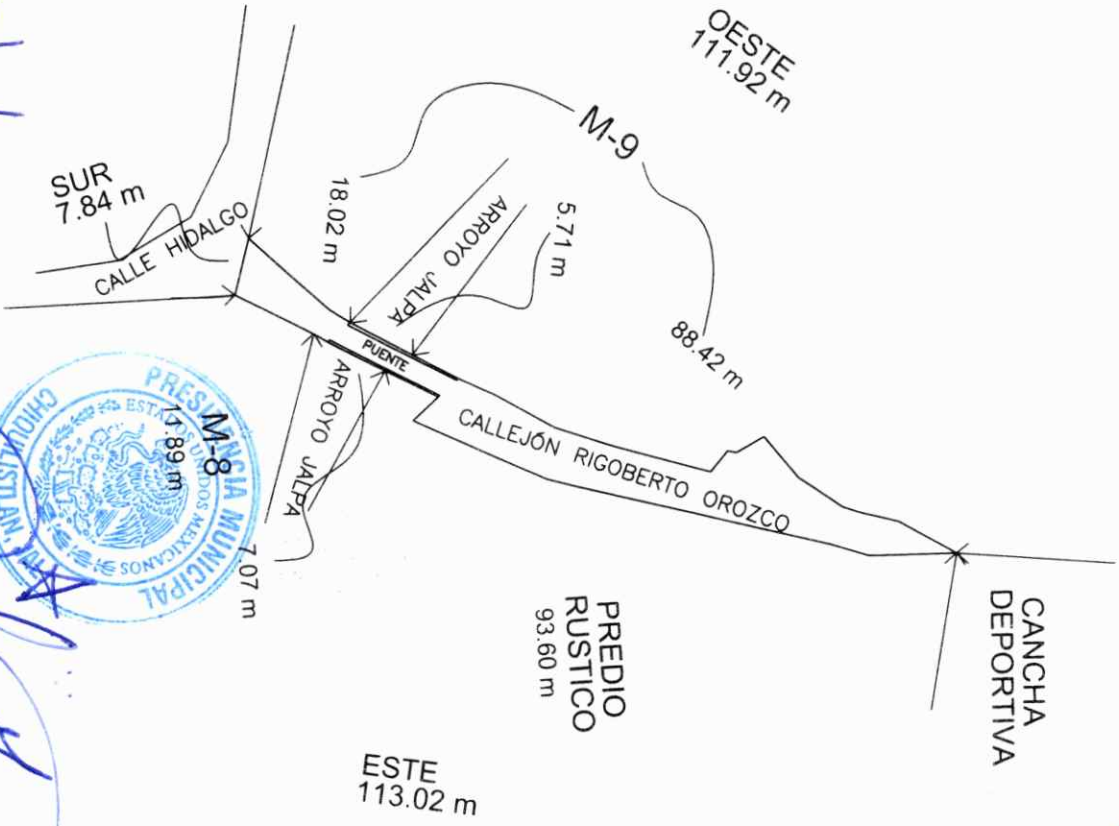 OESTE
111.92 m
M-9
SUR
7.84 m
CALLE HIDALGO
18.02 m
ARROYO JALPA
5.71 m
88.42 m
PUENTE
ARROYO JALPA
7.07 m
CALLEJÓN RIGOBERTO OROZCO
M-8
11.89 m
PRESIDENCIA MUNICIPAL
ESTADOS UNIDOS MEXICANOS
PREDIO
RUSTICO
93.60 m
CANCHA
DEPORTIVA
ESTE
113.02 m